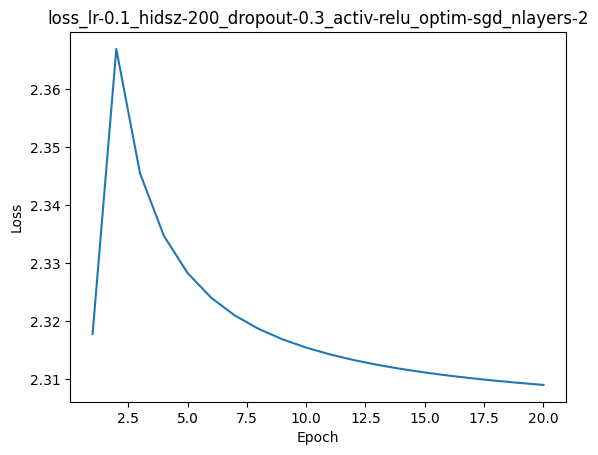 loss_lr-0.1_hidsz-200_dropout-0.3_activ-relu_optim-sgd_nlayers-2
2.36
2.35
2.34
2.33
2.32
2.31
Loss
2.5 5.0 7.5 10.0 12.5 15.0 17.5 20.0
Epoch